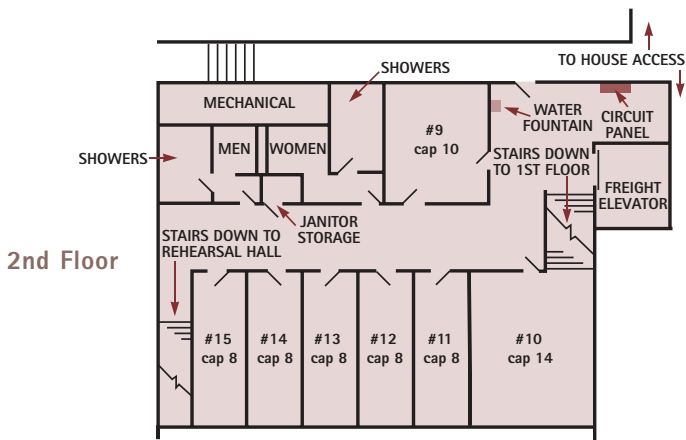 TO HOUSE ACCESS
SHOWERS
MECHANICAL
WATER
FOUNTAIN
CIRCUIT
PANEL
#9
cap 10
MEN
WOMEN
SHOWERS
STAIRS DOWN
TO 1ST FLOOR
FREIGHT
ELEVATOR
JANITOR
STORAGE
STAIRS DOWN TO
REHEARSAL HALL
2nd Floor
#15
cap 8
#14
cap 8
#13
cap 8
#12
cap 8
#11
cap 8
#10
cap 14